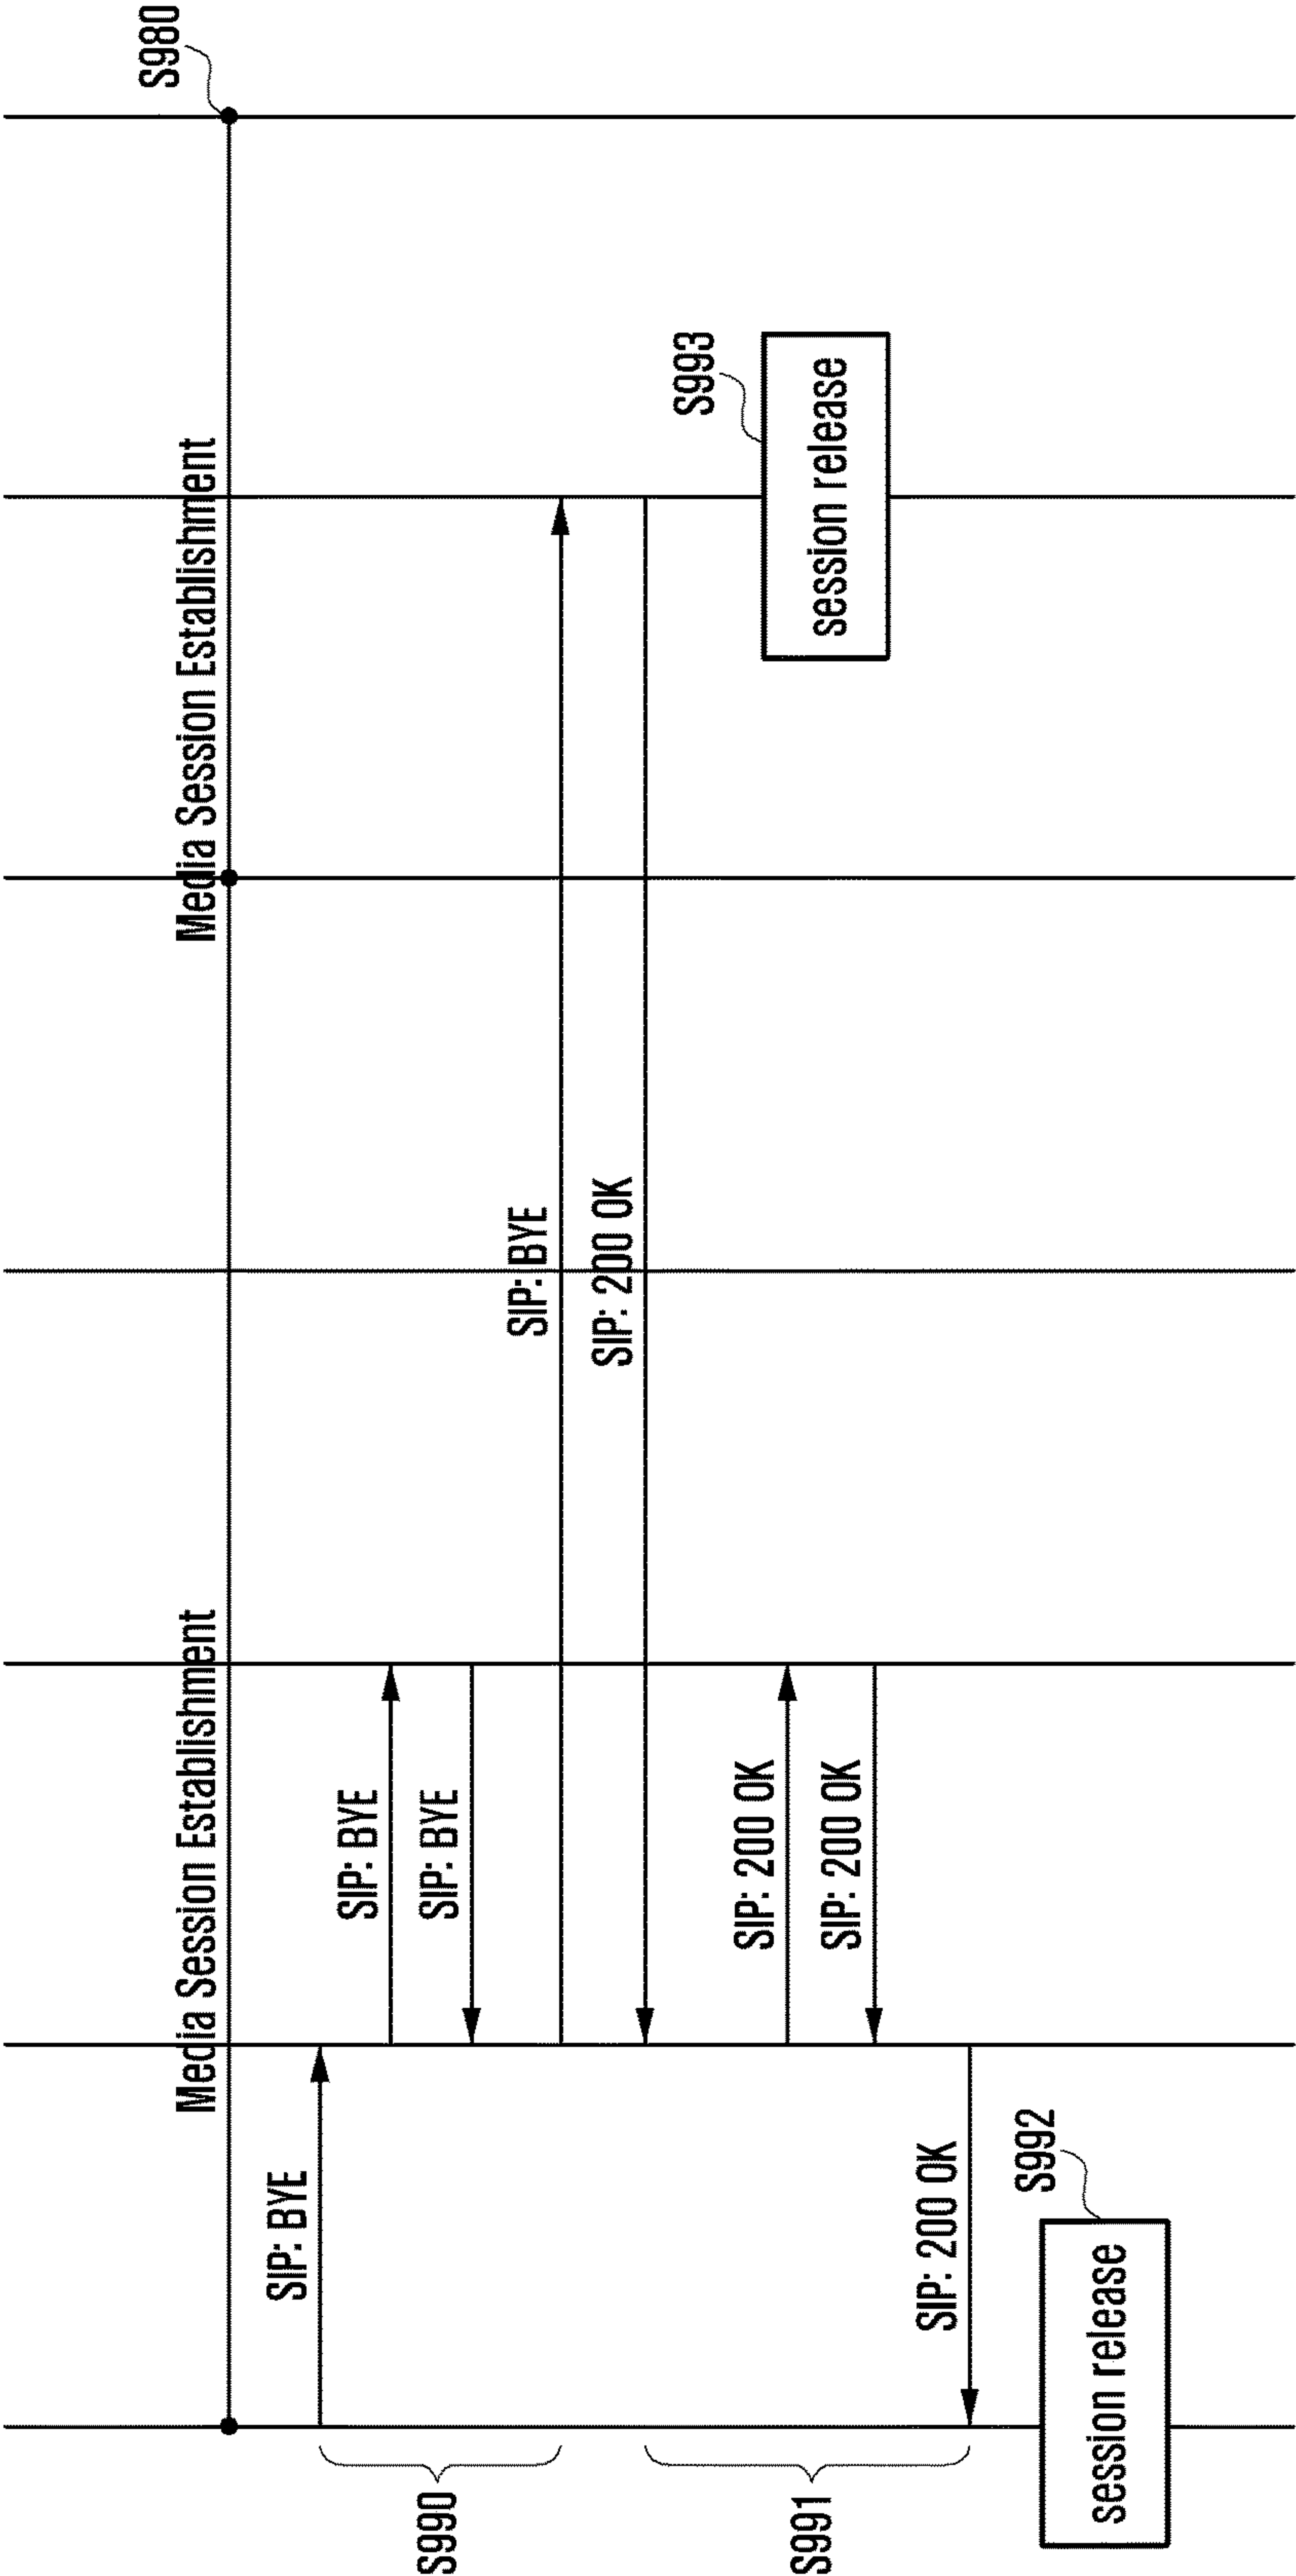 S980
Media Session Establishment
Media Session Establishment
SIP: BYE
SIP: BYE
SIP: BYE
S990
SIP: BYE
SIP: 200 OK
S993
session release
SIP: 200 OK
SIP: 200 OK
S991
SIP: 200 OK
S992
session release